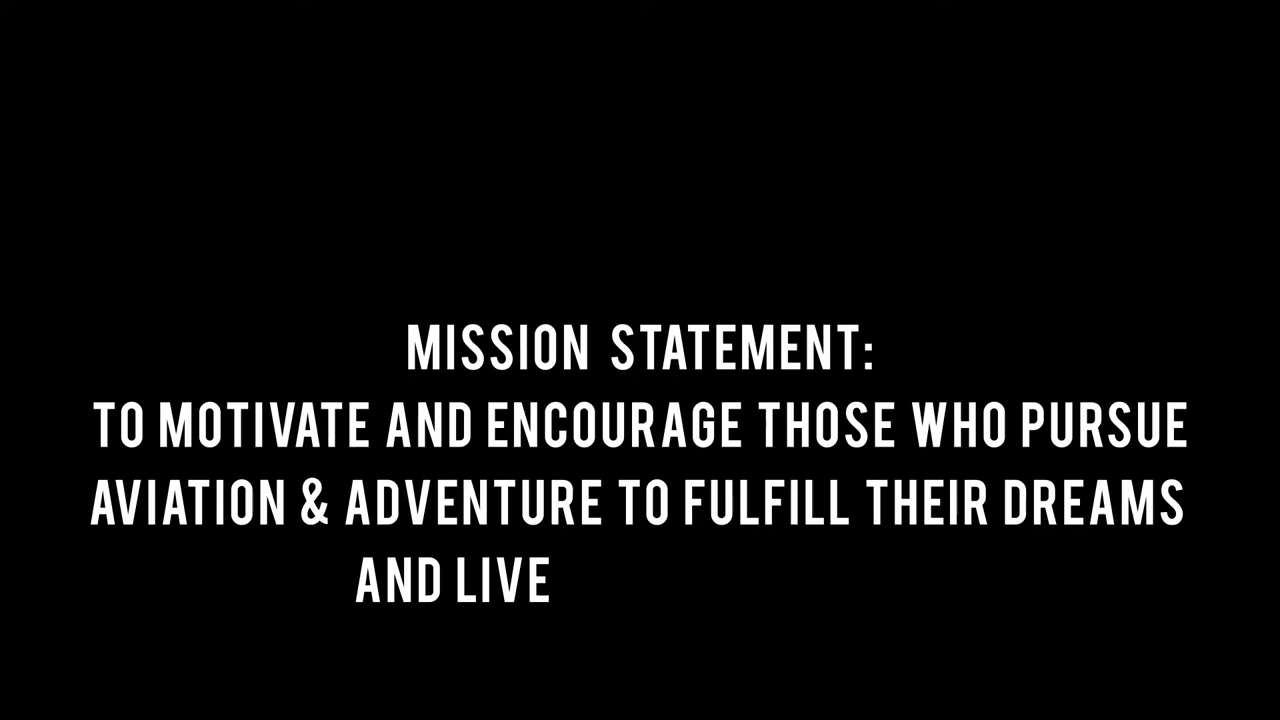 MISSION STATEMENT:
TO MOTIVATE AND ENCOURAGE THOSE WHO PURSUE
AVIATION & ADVENTURE TO FULFILL THEIR DREAMS
AND LIVE